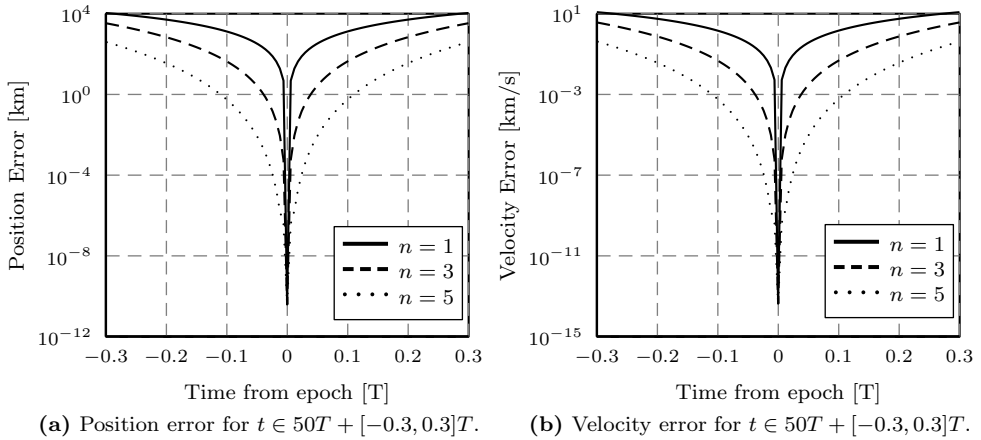 10^4
10^0
10^−4
10^−8
10^−12
Position Error [km]
n = 1
n = 3
n = 5
−0.3 −0.2 −0.1 0 0.1 0.2 0.3
Time from epoch [T]
(a) Position error for t ∈ 50T + [-0.3, 0.3]T.
10^1
10^−3
10^−7
10^−11
10^−15
Velocity Error [km/s]
n = 1
n = 3
n = 5
−0.3 −0.2 −0.1 0 0.1 0.2 0.3
Time from epoch [T]
(b) Velocity error for t ∈ 50T + [-0.3, 0.3]T.